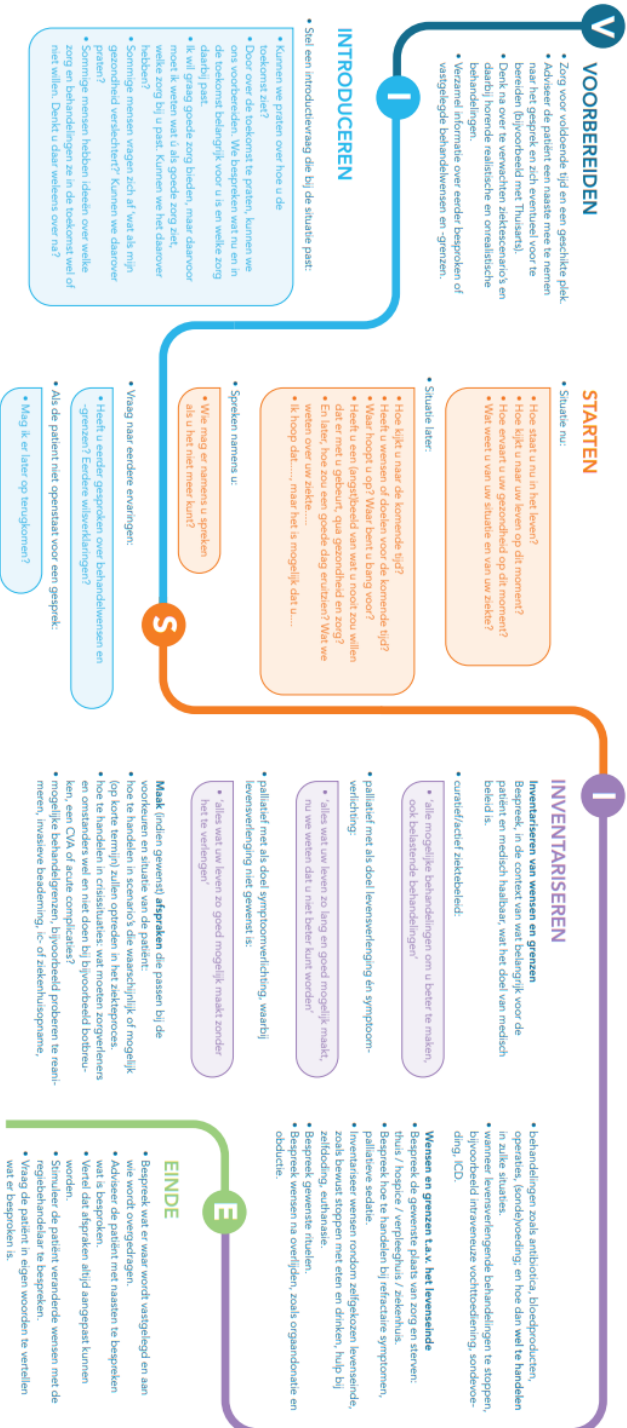 V
VOORBEREIDEN
• Zorg voor voldoende tijd en een geschikte plek.
• Adviseer de patiënt een naaste mee te nemen
naar het gesprek en zich eventueel voor te
bereiden (bijvoorbeeld met Thuisarts).
• Denk na over te verwachten ziektescenario's en
daarbij horende realistische en onrealistische
behandelingen.
• Verzamel informatie over eerder besproken of
vastgelegde behandelwensen en -grenzen.
I
INTRODUCEREN
• Stel een introductievraag die bij de situatie past:
• Kunnen we praten over hoe u de
toekomst ziet?
• Door over de toekomst te praten, kunnen we
ons voorbereiden. We bespreken wat nu en in
de toekomst belangrijk voor u is en welke zorg
daarbij past.
• Ik wil graag goede zorg bieden, maar daarvoor
moet ik weten wat ú als goede zorg ziet,
welke zorg bij u past. Kunnen we het daarover
hebben?
• Sommige mensen vragen zich af 'wat als mijn
gezondheid verslechtert?' Kunnen we daarover
praten?
• Sommige mensen hebben ideeën over welke
zorg en behandelingen ze in de toekomst wel of
niet willen. Denkt u daar weleens over na?
• Vraag naar eerdere ervaringen:
• Heeft u eerder gesproken over behandelwensen en
-grenzen? Eerdere wilsverklaringen?
• Als de patient niet openstaat voor een gesprek:
• Mag ik er later op terugkomen?
S
STARTEN
• Situatie nu:
• Hoe staat u nu in het leven?
• Hoe kijkt u naar uw leven op dit moment?
• Hoe ervaart u uw gezondheid op dit moment?
• Wat weet u van uw situatie en van uw ziekte?
• Situatie later:
• Hoe kijkt u naar de komende tijd?
• Heeft u wensen of doelen voor de komende tijd?
• Waar hoopt u op? Waar bent u bang voor?
• Heeft u een (angst)beeld van wat u nooit zou willen
dat er met u gebeurt, qua gezondheid en zorg?
• En later, hoe zou een goede dag eruitzien? Wat we
weten over uw ziekte.....
• Ik hoop dat....., maar het is mogelijk dat u....
• Spreken namens u:
• Wie mag er namens u spreken
als u het niet meer kunt?
I
INVENTARISEREN
Inventariseren van wensen en grenzen
Bespreek, in de context van wat belangrijk voor de
patiënt en medisch haalbaar, wat het doel van medisch
beleid is.
• curatief/actief ziektebeleid:
• 'alle mogelijke behandelingen om u beter te maken,
ook belastende behandelingen'
• palliatief met als doel levensverlenging én symptoom-
verlichting:
• 'alles wat uw leven zo lang en goed mogelijk maakt,
nu we weten dat u niet beter kunt worden'
• palliatief met als doel symptoomverlichting, waarbij
levensverlenging niet gewenst is:
• 'alles wat uw leven zo goed mogelijk maakt zonder
het te verlengen'
Maak (indien gewenst) afspraken die passen bij de
voorkeuren en situatie van de patiënt:
• hoe te handelen in scenario's die waarschijnlijk of mogelijk
(op korte termijn) zullen optreden in het ziekteproces.
• hoe te handelen in crisissituaties: wat moeten zorgverleners
en omstanders wel en niet doen bij bijvoorbeeld botbreu-
ken, een CVA of acute complicaties?
• mogelijke behandelgrenzen, bijvoorbeeld proberen te reani-
meren, invasieve beademing, ic- of ziekenhuisopname,
• behandelingen zoals antibiotica, bloedproducten,
operaties, (sonde)voeding; en hoe dan wel te handelen
in zulke situaties.
• wanneer levensverlengende behandelingen te stoppen,
bijvoorbeeld intraveneuze vochttoediening, sondevoe-
ding, ICD.
Wensen en grenzen t.a.v. het levenseinde
• Bespreek de gewenste plaats van zorg en sterven:
thuis / hospice / verpleeghuis / ziekenhuis.
• Bespreek hoe te handelen bij refractaire symptomen,
palliatieve sedatie.
• Inventariseer wensen rondom zelfgekozen levenseinde,
zoals bewust stoppen met eten en drinken, hulp bij
zelfdoding, euthanasie.
• Bespreek gewenste rituelen.
• Bespreek wensen na overlijden, zoals orgaandonatie en
obductie.
E
EINDE
• Bespreek wat er waar wordt vastgelegd en aan
wie wordt overgedragen.
• Adviseer de patiënt met naasten te bespreken
wat is besproken.
• Vertel dat afspraken altijd aangepast kunnen
worden.
• Stimuleer de patiënt veranderde wensen met de
regiebehandelaar te bespreken.
• Vraag de patiënt in eigen woorden te vertellen
wat er besproken is.